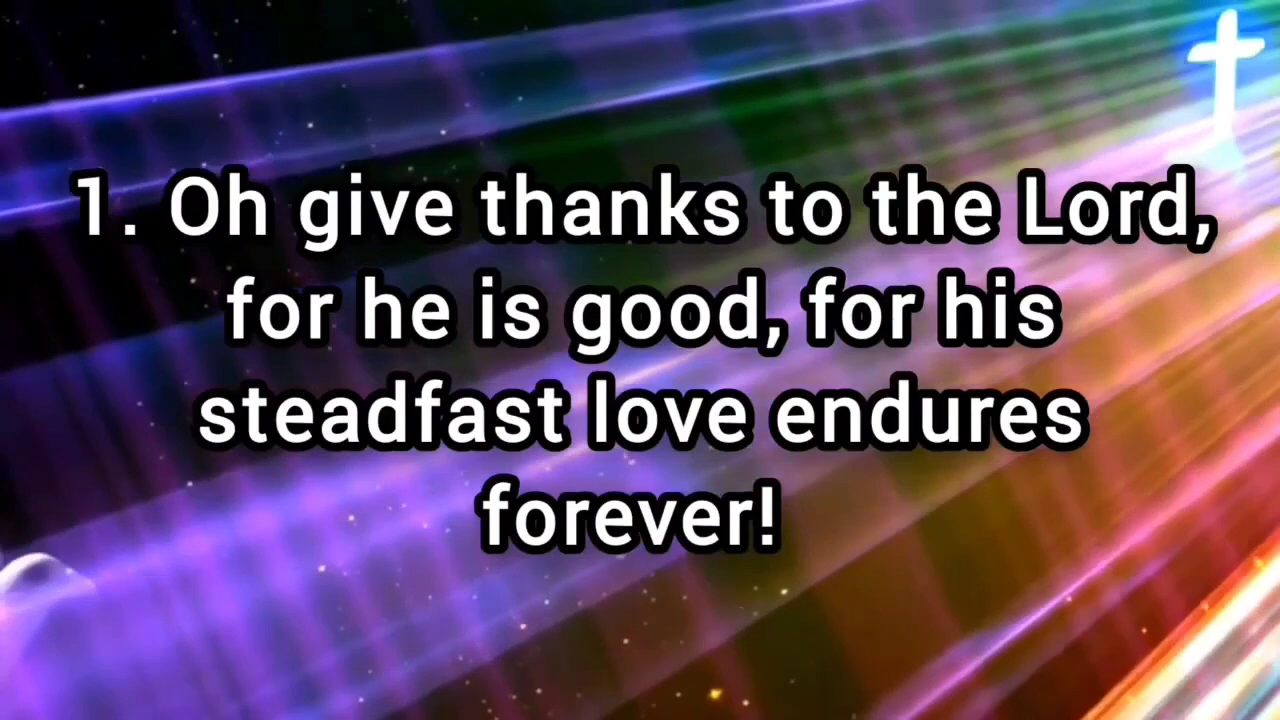 1. Oh give thanks to the Lord,
for he is good, for his
steadfast love endures
forever!